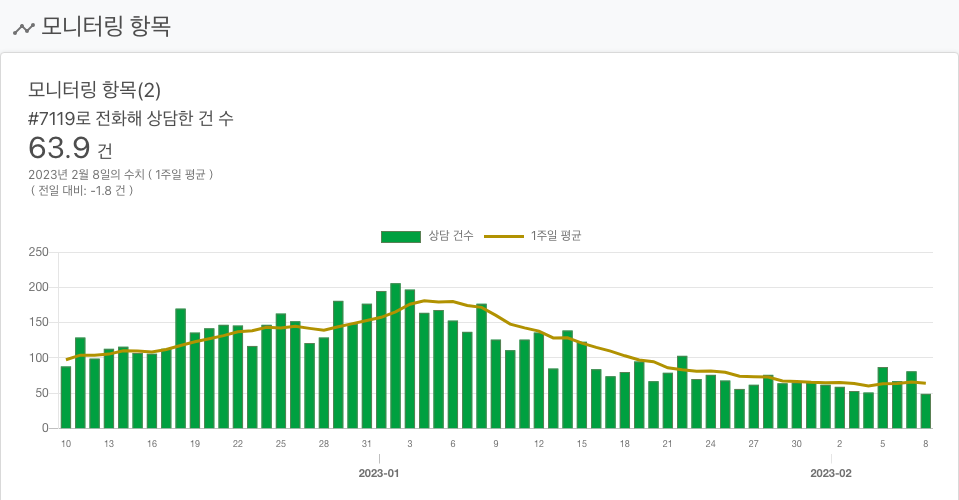 모니터링 항목
모니터링 항목(2)
#7119로 전화해 상담한 건 수
63.9 건
2023년 2월 8일의 수치 ( 1주일 평균 )
( 전일 대비: -1.8 건 )
상담 건수 1주일 평균
250
200
150
100
50
0
10 13 16 19 22 25 28 31 3 6 9 12 15 18 21 24 27 30 2 5 8
2023-01 2023-02